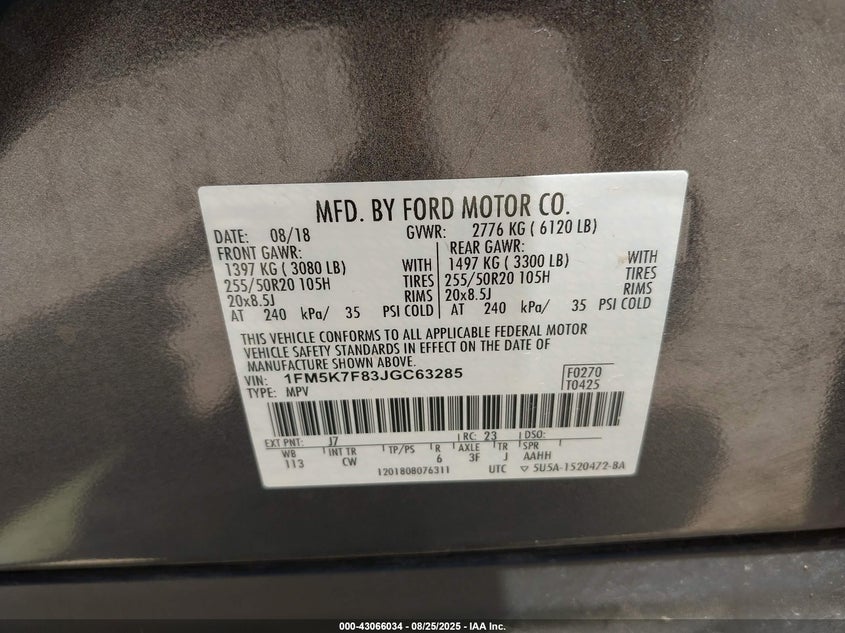 MFD. BY FORD MOTOR CO.
DATE: 08/18 GVWR: 2776 KG ( 6120 LB)
FRONT GAWR: REAR GAWR:
1397 KG ( 3080 LB) WITH 1497 KG ( 3300 LB) WITH
255/50R20 105H TIRES 255/50R20 105H TIRES
20x8.5J RIMS 20x8.5J RIMS
AT 240 kPa/ 35 PSI COLD AT 240 kPa/ 35 PSI COLD
THIS VEHICLE CONFORMS TO ALL APPLICABLE FEDERAL MOTOR
VEHICLE SAFETY STANDARDS IN EFFECT ON THE DATE OF
MANUFACTURE SHOWN ABOVE.
VIN: 1FM5K7F83JGC63285 F0270
TYPE: MPV T0425
EXT PNT: J7 RC: 23 DSO:
WB INT TR TP/PS R AXLE TR SPR
113 CW 6 3F J AAHH
1201808076311 UTC ▽ 5U5A-1520472-BA
000-43066034 - 08/25/2025 - IAA Inc.